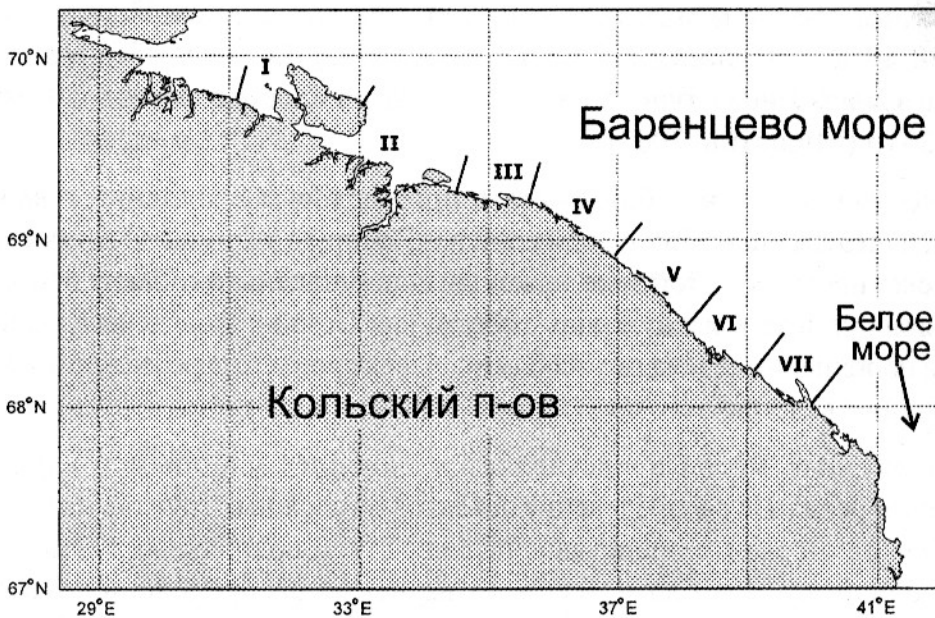 70°N
I
Баренцево море
II
III
IV
69°N
V
VI
Белое
море
VII
Кольский п-ов
68°N
67°N
29°E
33°E
37°E
41°E